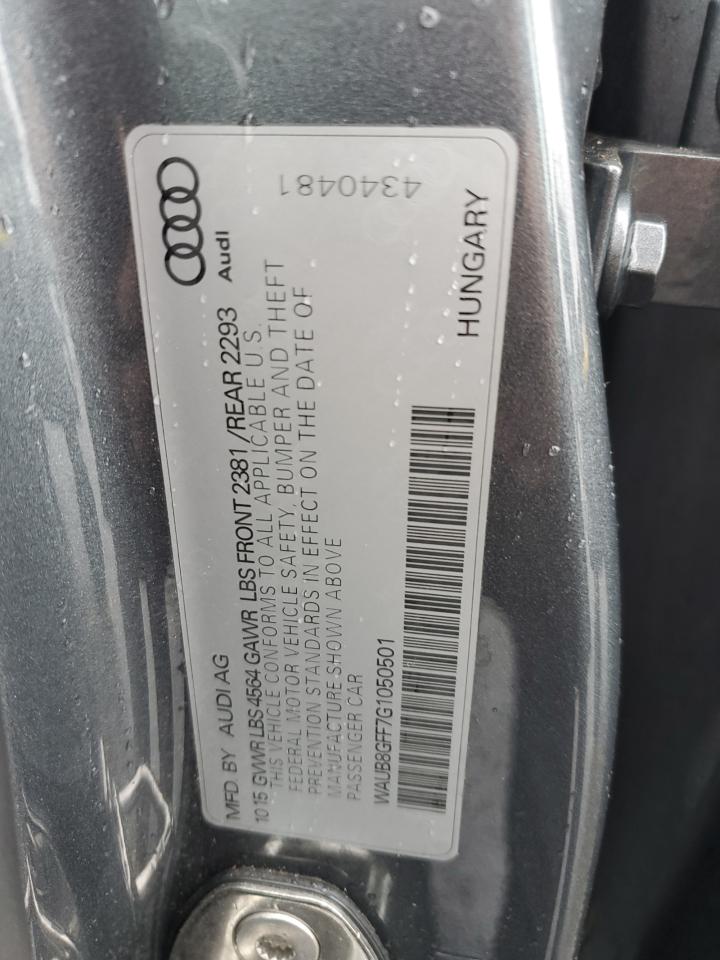 Audi
4340481
MFD. BY AUDI AG
1015 GVWR LBS 4564 GAWR LBS FRONT 2381 /REAR 2293
THIS VEHICLE CONFORMS TO ALL APPLICABLE U.S.
FEDERAL MOTOR VEHICLE SAFETY, BUMPER AND THEFT
PREVENTION STANDARDS IN EFFECT ON THE DATE OF
MANUFACTURE SHOWN ABOVE
PASSENGER CAR
WAUB8GFF7G1050501
HUNGARY